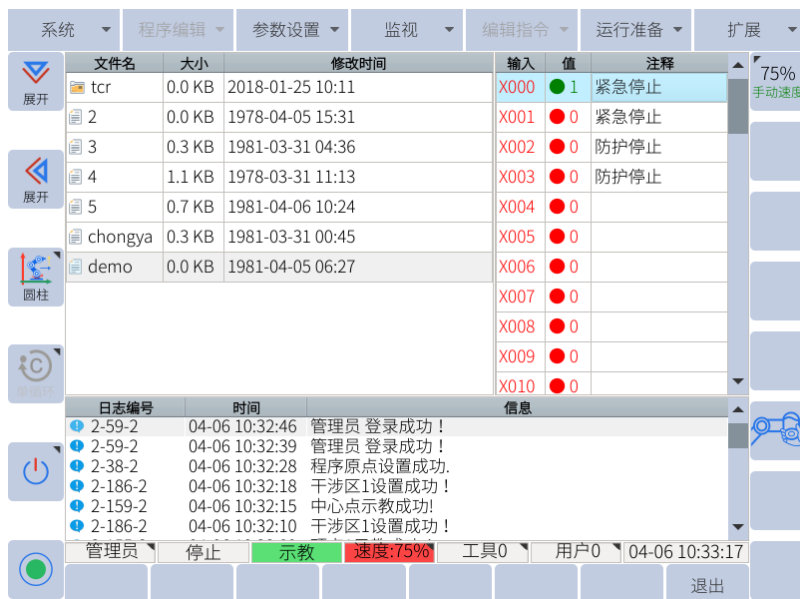 系统 程序编辑 参数设置 监视 编辑指令 运行准备 扩展
展开
展开
圆柱
文件名 大小 修改时间
tcr 0.0 KB 2018-01-25 10:11
2 0.0 KB 1978-04-05 15:31
3 0.3 KB 1981-03-31 04:36
4 1.1 KB 1978-03-31 11:13
5 0.7 KB 1981-04-06 10:24
chongya 0.3 KB 1981-03-31 00:45
demo 0.0 KB 1981-04-05 06:27
输入 值 注释
X000 1 紧急停止
X001 0 紧急停止
X002 0 防护停止
X003 0 防护停止
X004 0
X005 0
X006 0
X007 0
X008 0
X009 0
X010 0
75%
手动速度
日志编号 时间 信息
2-59-2 04-06 10:32:46 管理员 登录成功！
2-59-2 04-06 10:32:39 管理员 登录成功！
2-38-2 04-06 10:32:28 程序原点设置成功.
2-186-2 04-06 10:32:18 干涉区1设置成功！
2-159-2 04-06 10:32:15 中心点示教成功!
2-186-2 04-06 10:32:10 干涉区1设置成功！
管理员 停止 示教 速度:75% 工具0 用户0 04-06 10:33:17
退出